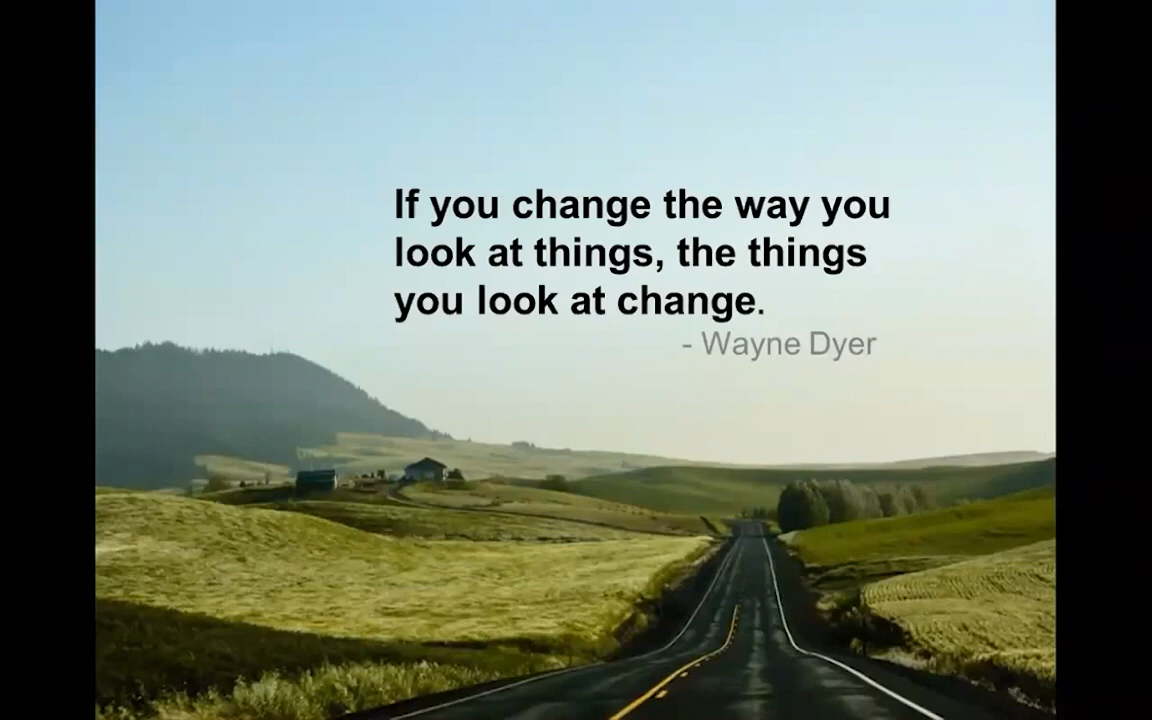 If you change the way you
look at things, the things
you look at change.
- Wayne Dyer